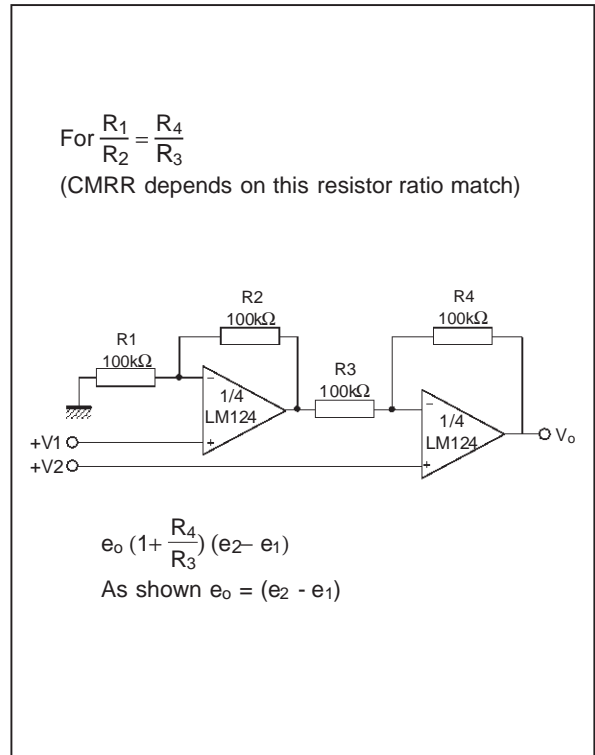 For R1/R2 = R4/R3
(CMRR depends on this resistor ratio match)
R2
100kΩ
R4
100kΩ
R1
100kΩ
R3
100kΩ
–
1/4
LM124
+
–
1/4
LM124
+
Vo
+V1
+V2
eo (1+ R4/R3) (e2– e1)
As shown eo = (e2 - e1)